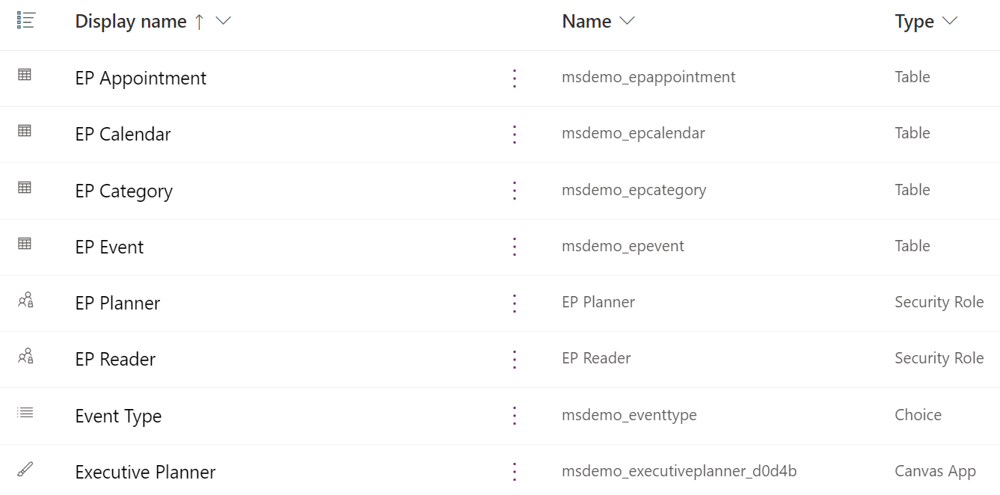 Display name Name Type
EP Appointment msdemo_epappointment Table
EP Calendar msdemo_epcalendar Table
EP Category msdemo_epcategory Table
EP Event msdemo_epevent Table
EP Planner EP Planner Security Role
EP Reader EP Reader Security Role
Event Type msdemo_eventtype Choice
Executive Planner msdemo_executiveplanner_d0d4b Canvas App